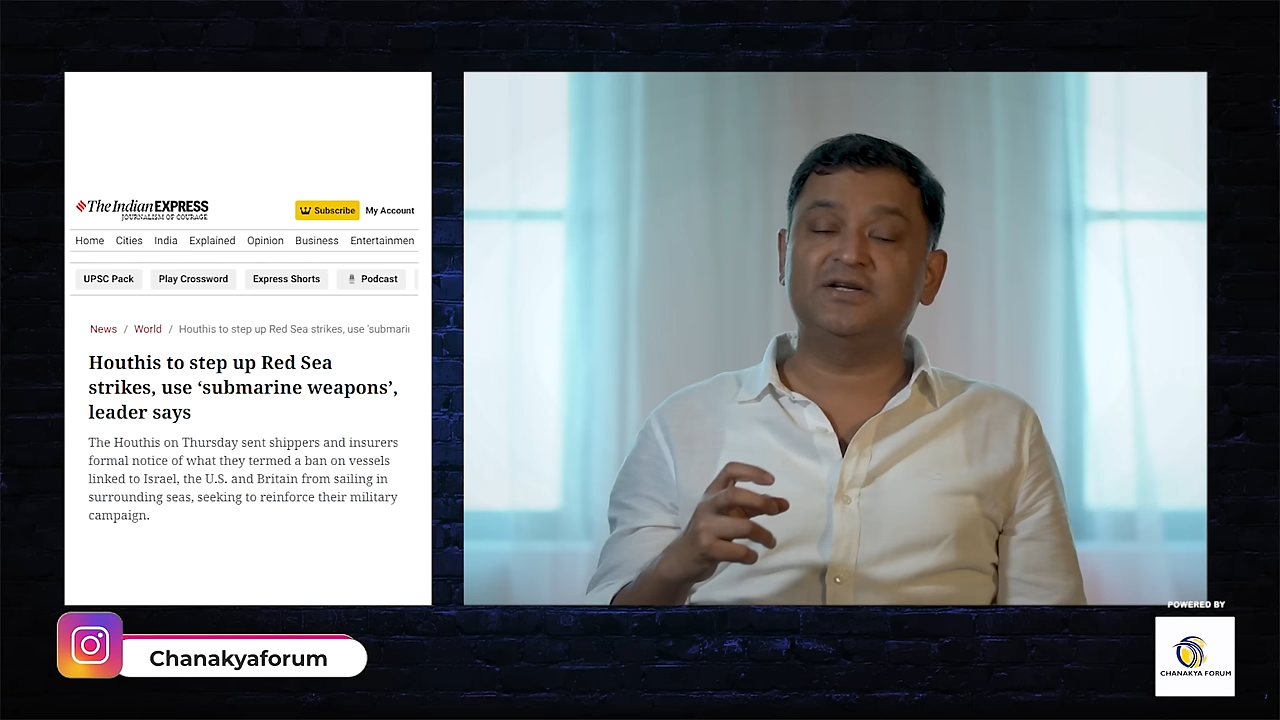 The Indian EXPRESS
JOURNALISM OF COURAGE
Subscribe
My Account
Home Cities India Explained Opinion Business Entertainmen
UPSC Pack Play Crossword Express Shorts Podcast
News / World / Houthis to step up Red Sea strikes, use 'submarin
Houthis to step up Red Sea
strikes, use ‘submarine weapons’,
leader says
The Houthis on Thursday sent shippers and insurers
formal notice of what they termed a ban on vessels
linked to Israel, the U.S. and Britain from sailing in
surrounding seas, seeking to reinforce their military
campaign.
Chanakyaforum
POWERED BY
CHANAKYA FORUM